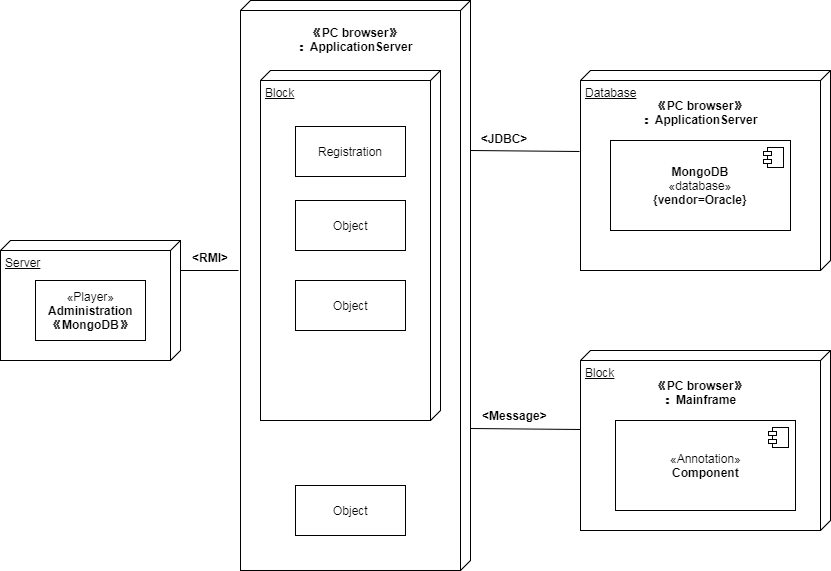 《PC browser》
：ApplicationServer
Block
Registration
Object
Object
Object
Server
«Player»
Administration
《MongoDB》
<RMI>
<JDBC>
<Message>
Database
《PC browser》
：ApplicationServer
MongoDB
«database»
{vendor=Oracle}
Block
《PC browser》
：Mainframe
«Annotation»
Component